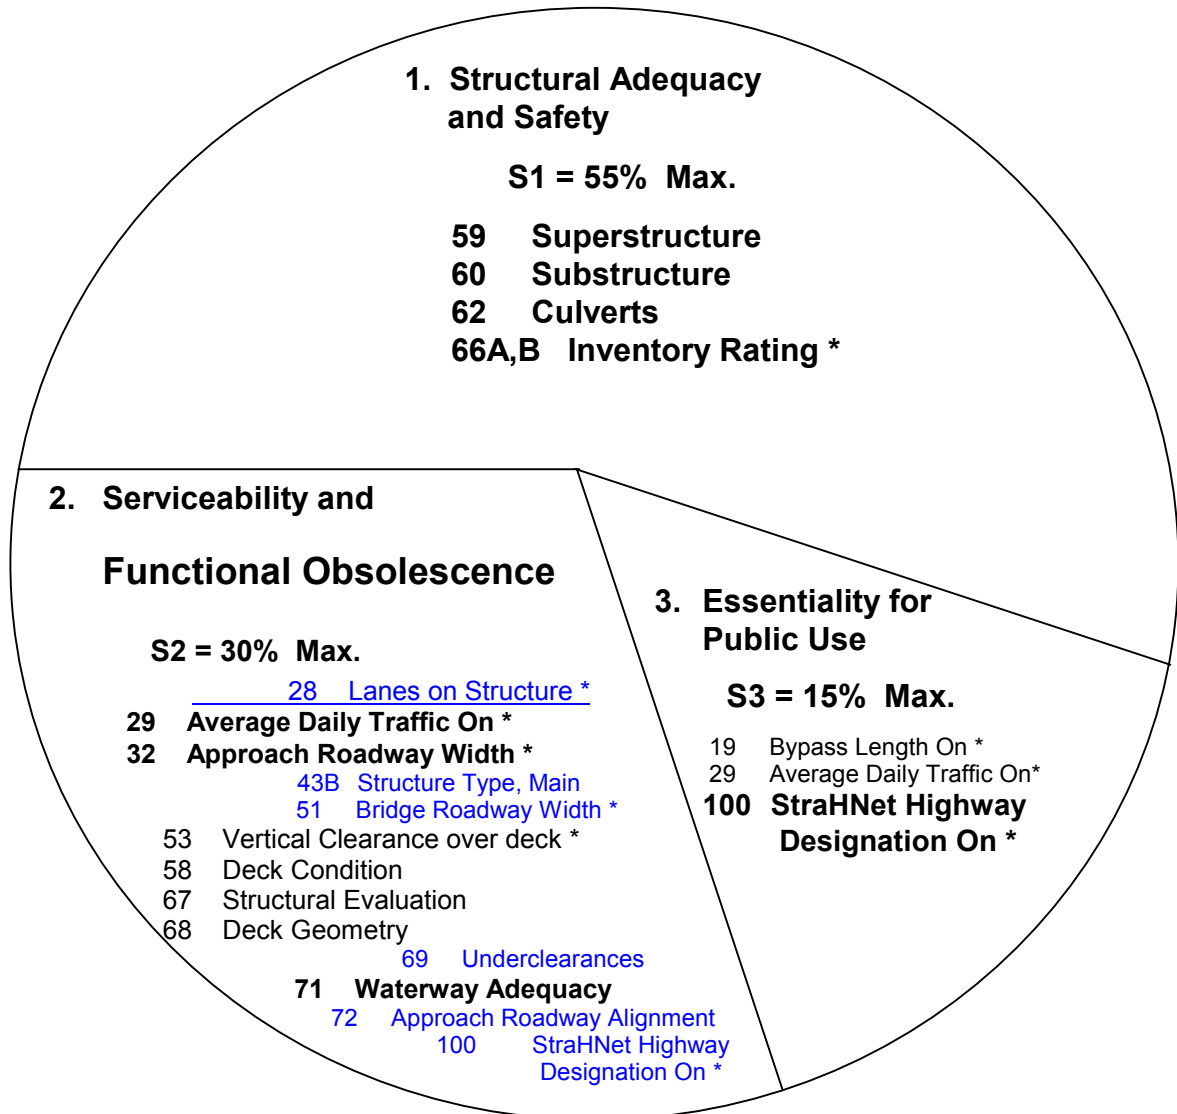 1. Structural Adequacy
and Safety
S1 = 55% Max.
59 Superstructure
60 Substructure
62 Culverts
66A,B Inventory Rating *
2. Serviceability and
Functional Obsolescence
S2 = 30% Max.
28 Lanes on Structure *
29 Average Daily Traffic On *
32 Approach Roadway Width *
43B Structure Type, Main
51 Bridge Roadway Width *
53 Vertical Clearance over deck *
58 Deck Condition
67 Structural Evaluation
68 Deck Geometry
69 Underclearances
71 Waterway Adequacy
72 Approach Roadway Alignment
100 StraHNet Highway
Designation On *
3. Essentiality for
Public Use
S3 = 15% Max.
19 Bypass Length On *
29 Average Daily Traffic On*
100 StraHNet Highway
Designation On *